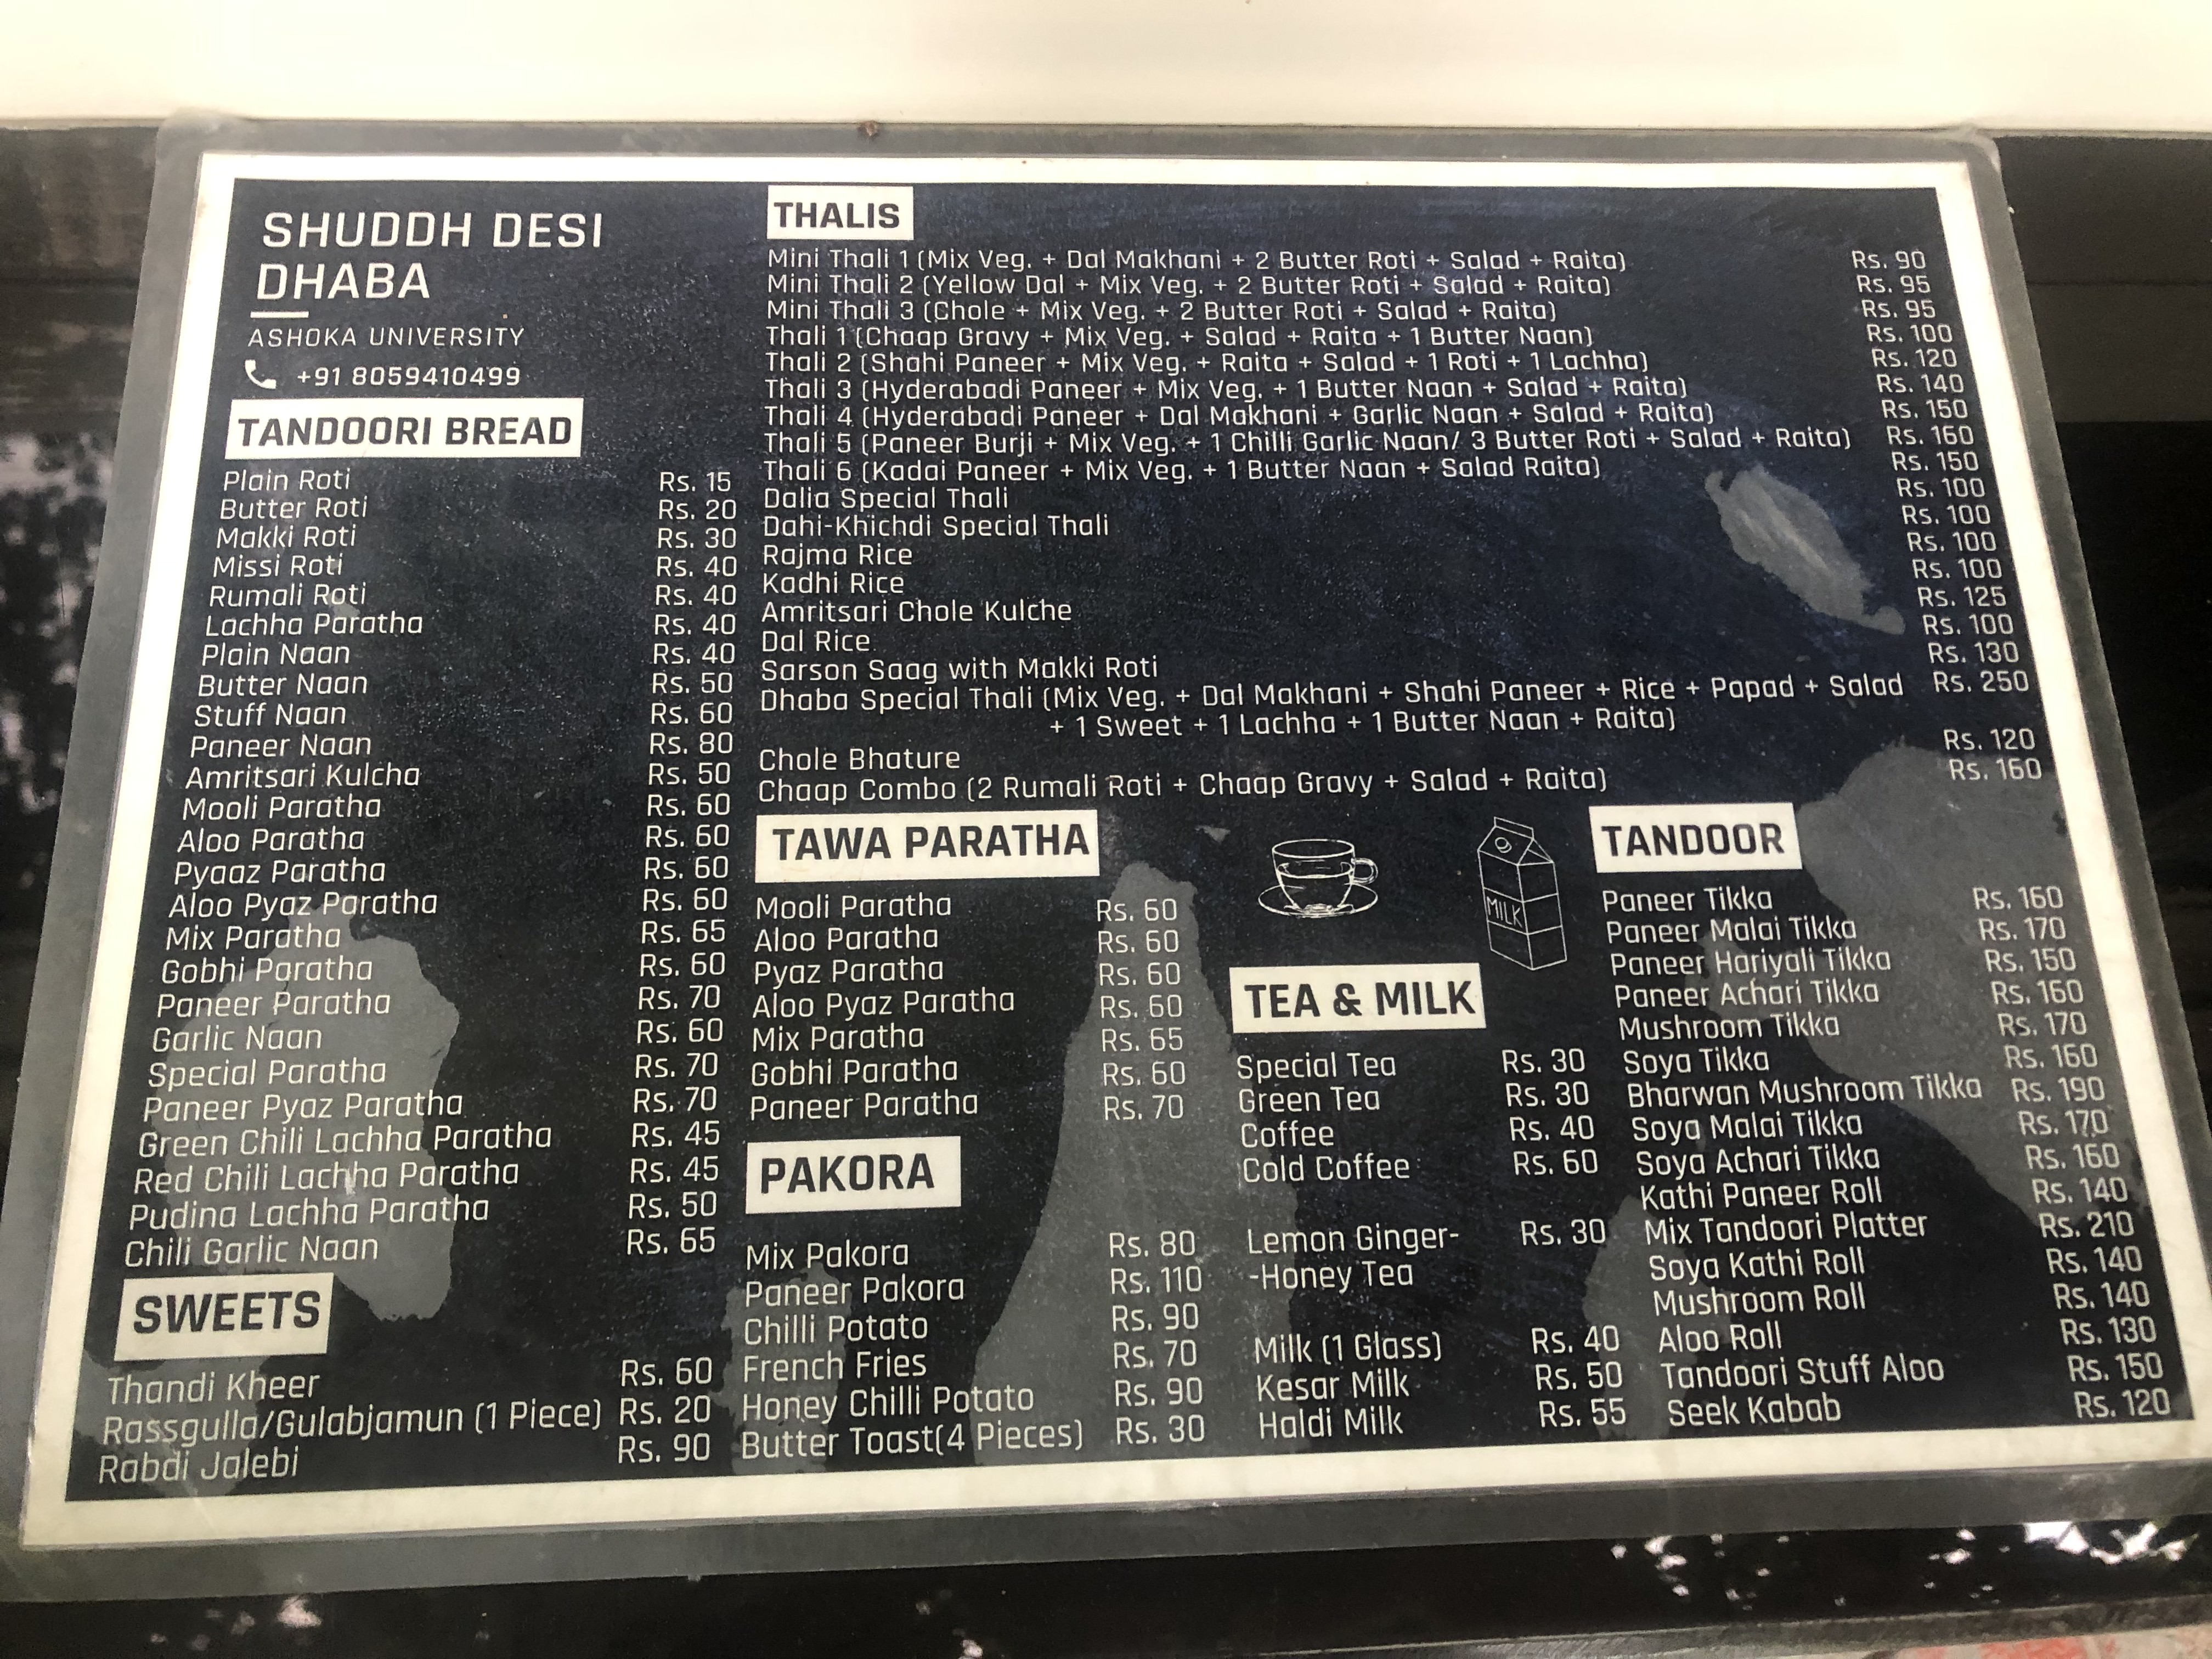 SHUDDH DESI
DHABA
ASHOKA UNIVERSITY
+91 8059410499
TANDOORI BREAD
Plain Roti Rs. 15
Butter Roti Rs. 20
Makki Roti Rs. 30
Missi Roti Rs. 40
Rumali Roti Rs. 40
Lachha Paratha Rs. 40
Plain Naan Rs. 40
Butter Naan Rs. 50
Stuff Naan Rs. 60
Paneer Naan Rs. 80
Amritsari Kulcha Rs. 50
Mooli Paratha Rs. 60
Aloo Paratha Rs. 60
Pyaaz Paratha Rs. 60
Aloo Pyaz Paratha Rs. 60
Mix Paratha Rs. 65
Gobhi Paratha Rs. 60
Paneer Paratha Rs. 70
Garlic Naan Rs. 60
Special Paratha Rs. 70
Paneer Pyaz Paratha Rs. 70
Green Chili Lachha Paratha Rs. 45
Red Chili Lachha Paratha Rs. 45
Pudina Lachha Paratha Rs. 50
Chili Garlic Naan Rs. 65
SWEETS
Thandi Kheer Rs. 60
Rassgulla/Gulabjamun (1 Piece) Rs. 20
Rabdi Jalebi Rs. 90
THALIS
Mini Thali 1 (Mix Veg. + Dal Makhani + 2 Butter Roti + Salad + Raita) Rs. 90
Mini Thali 2 (Yellow Dal + Mix Veg. + 2 Butter Roti + Salad + Raita) Rs. 95
Mini Thali 3 (Chole + Mix Veg. + 2 Butter Roti + Salad + Raita) Rs. 95
Thali 1 (Chaap Gravy + Mix Veg. + Salad + Raita + 1 Butter Naan) Rs. 100
Thali 2 (Shahi Paneer + Mix Veg. + Raita + Salad + 1 Roti + 1 Lachha) Rs. 120
Thali 3 (Hyderabadi Paneer + Mix Veg. + 1 Butter Naan + Salad + Raita) Rs. 140
Thali 4 (Hyderabadi Paneer + Dal Makhani + Garlic Naan + Salad + Raita) Rs. 150
Thali 5 (Paneer Burji + Mix Veg. + 1 Chilli Garlic Naan/ 3 Butter Roti + Salad + Raita) Rs. 160
Thali 6 (Kadai Paneer + Mix Veg. + 1 Butter Naan + Salad Raita) Rs. 150
Dalia Special Thali Rs. 100
Dahi-Khichdi Special Thali Rs. 100
Rajma Rice Rs. 100
Kadhi Rice Rs. 100
Amritsari Chole Kulche Rs. 125
Dal Rice Rs. 100
Sarson Saag with Makki Roti Rs. 130
Dhaba Special Thali (Mix Veg. + Dal Makhani + Shahi Paneer + Rice + Papad + Salad Rs. 250
+ 1 Sweet + 1 Lachha + 1 Butter Naan + Raita)
Chole Bhature Rs. 120
Chaap Combo (2 Rumali Roti + Chaap Gravy + Salad + Raita) Rs. 160
TAWA PARATHA
Mooli Paratha Rs. 60
Aloo Paratha Rs. 60
Pyaz Paratha Rs. 60
Aloo Pyaz Paratha Rs. 60
Mix Paratha Rs. 65
Gobhi Paratha Rs. 60
Paneer Paratha Rs. 70
PAKORA
Mix Pakora Rs. 80
Paneer Pakora Rs. 110
Chilli Potato Rs. 90
French Fries Rs. 70
Honey Chilli Potato Rs. 90
Butter Toast(4 Pieces) Rs. 30
MILK
TEA & MILK
Special Tea Rs. 30
Green Tea Rs. 30
Coffee Rs. 40
Cold Coffee Rs. 60
Lemon Ginger- Rs. 30
-Honey Tea
Milk (1 Glass) Rs. 40
Kesar Milk Rs. 50
Haldi Milk Rs. 55
TANDOOR
Paneer Tikka Rs. 160
Paneer Malai Tikka Rs. 170
Paneer Hariyali Tikka Rs. 150
Paneer Achari Tikka Rs. 160
Mushroom Tikka Rs. 170
Soya Tikka Rs. 160
Bharwan Mushroom Tikka Rs. 190
Soya Malai Tikka Rs. 170
Soya Achari Tikka Rs. 160
Kathi Paneer Roll Rs. 140
Mix Tandoori Platter Rs. 210
Soya Kathi Roll Rs. 140
Mushroom Roll Rs. 140
Aloo Roll Rs. 130
Tandoori Stuff Aloo Rs. 150
Seek Kabab Rs. 120